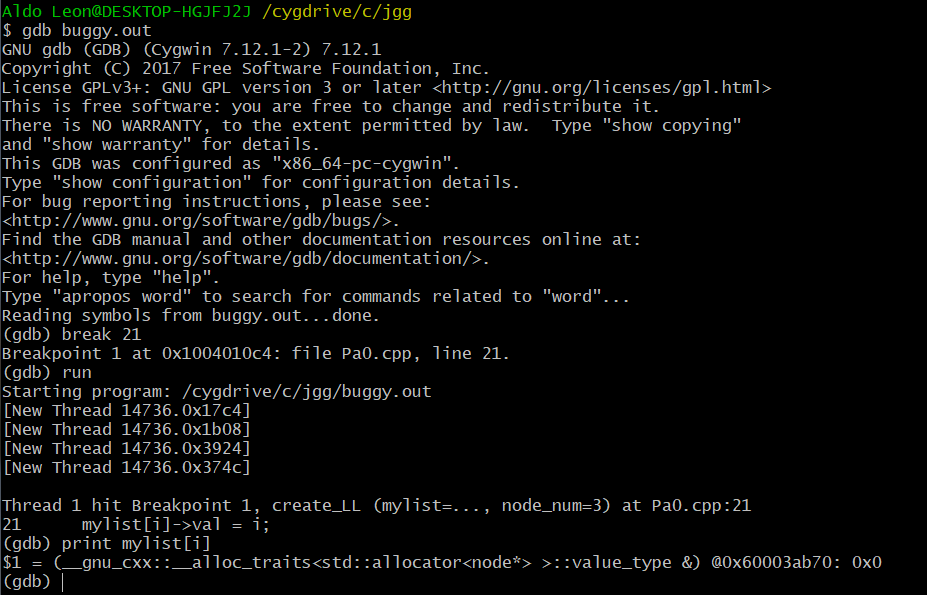 Aldo Leon@DESKTOP-HGJFJ2J /cygdrive/c/jgg
$ gdb buggy.out
GNU gdb (GDB) (Cygwin 7.12.1-2) 7.12.1
Copyright (C) 2017 Free Software Foundation, Inc.
License GPLv3+: GNU GPL version 3 or later <http://gnu.org/licenses/gpl.html>
This is free software: you are free to change and redistribute it.
There is NO WARRANTY, to the extent permitted by law.  Type "show copying"
and "show warranty" for details.
This GDB was configured as "x86_64-pc-cygwin".
Type "show configuration" for configuration details.
For bug reporting instructions, please see:
<http://www.gnu.org/software/gdb/bugs/>.
Find the GDB manual and other documentation resources online at:
<http://www.gnu.org/software/gdb/documentation/>.
For help, type "help".
Type "apropos word" to search for commands related to "word"...
Reading symbols from buggy.out...done.
(gdb) break 21
Breakpoint 1 at 0x1004010c4: file Pa0.cpp, line 21.
(gdb) run
Starting program: /cygdrive/c/jgg/buggy.out
[New Thread 14736.0x17c4]
[New Thread 14736.0x1b08]
[New Thread 14736.0x3924]
[New Thread 14736.0x374c]
Thread 1 hit Breakpoint 1, create_LL (mylist=..., node_num=3) at Pa0.cpp:21
21      mylist[i]->val = i;
(gdb) print mylist[i]
$1 = (__gnu_cxx::__alloc_traits<std::allocator<node*> >::value_type &) @0x60003ab70: 0x0
(gdb)